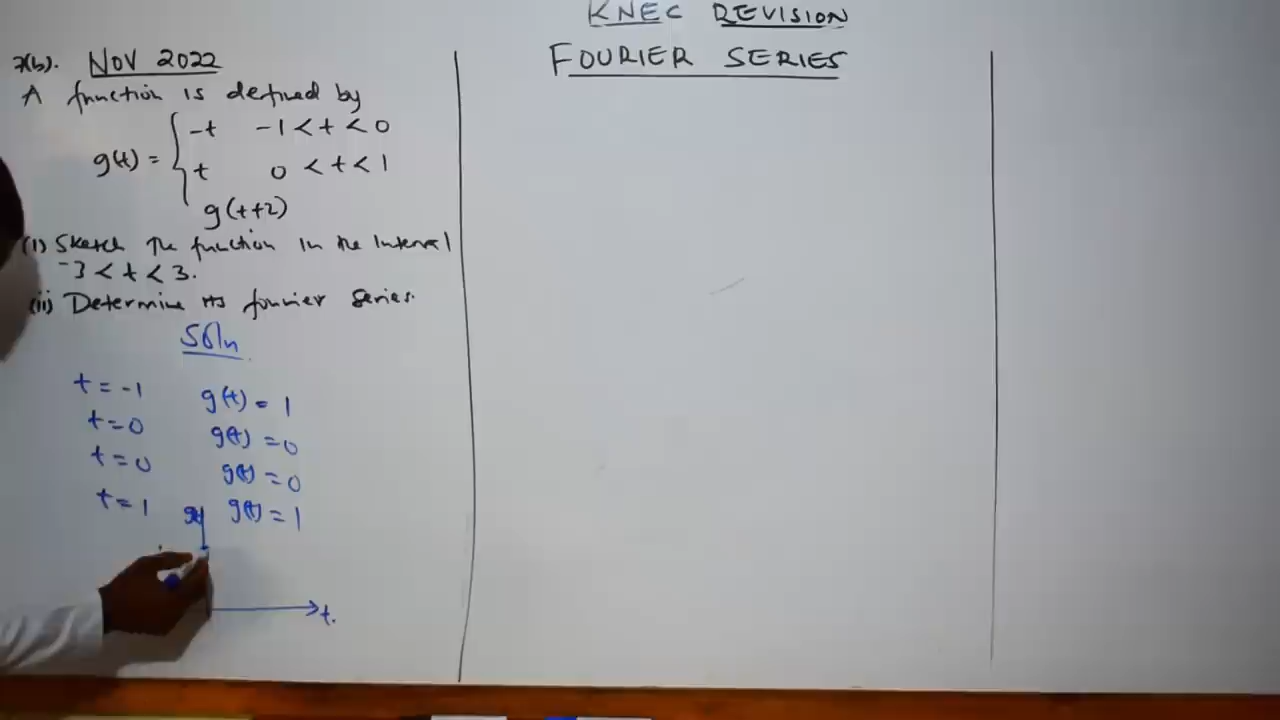 KNEC REVISION
FOURIER SERIES
7(b). NOV 2022
A function is defined by
g(t) = { -t -1 < t < 0
t 0 < t < 1
g(t+2)
(i) Sketch the function in the interval
-3 < t < 3.
(ii) Determine its fourier series.
Soln
t = -1 g(t) = 1
t = 0 g(t) = 0
t = 0 g(t) = 0
t = 1 g(t) = 1
g(t)
t.